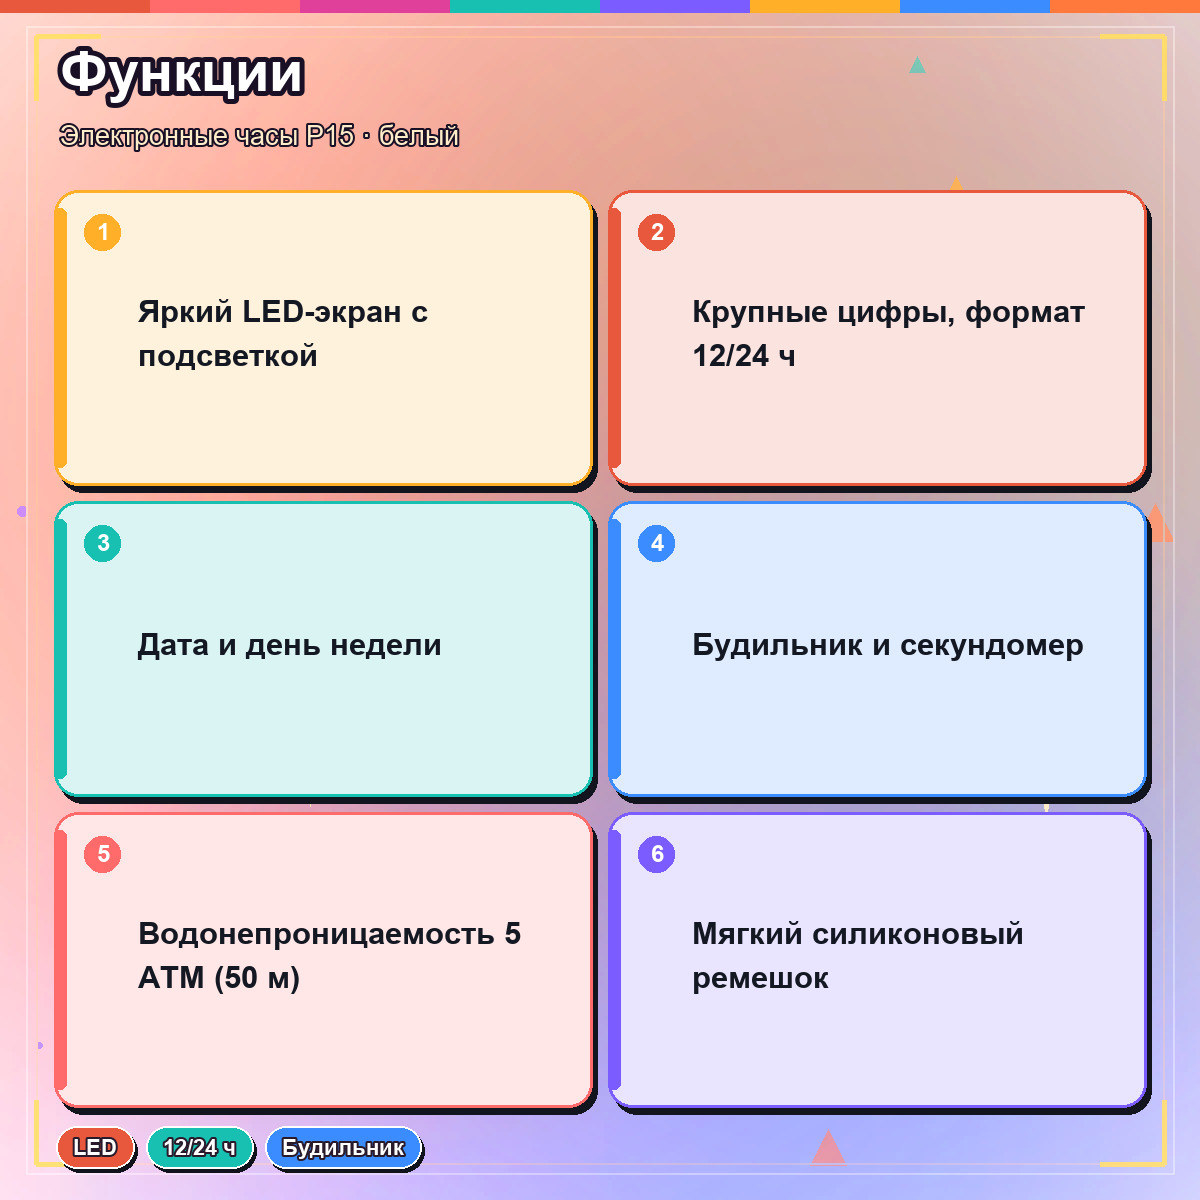 Функции
Электронные часы P15 · белый
1
Яркий LED-экран с
подсветкой
2
Крупные цифры, формат
12/24 ч
3
Дата и день недели
4
Будильник и секундомер
5
Водонепроницаемость 5
АТМ (50 м)
6
Мягкий силиконовый
ремешок
LED
12/24 ч
Будильник